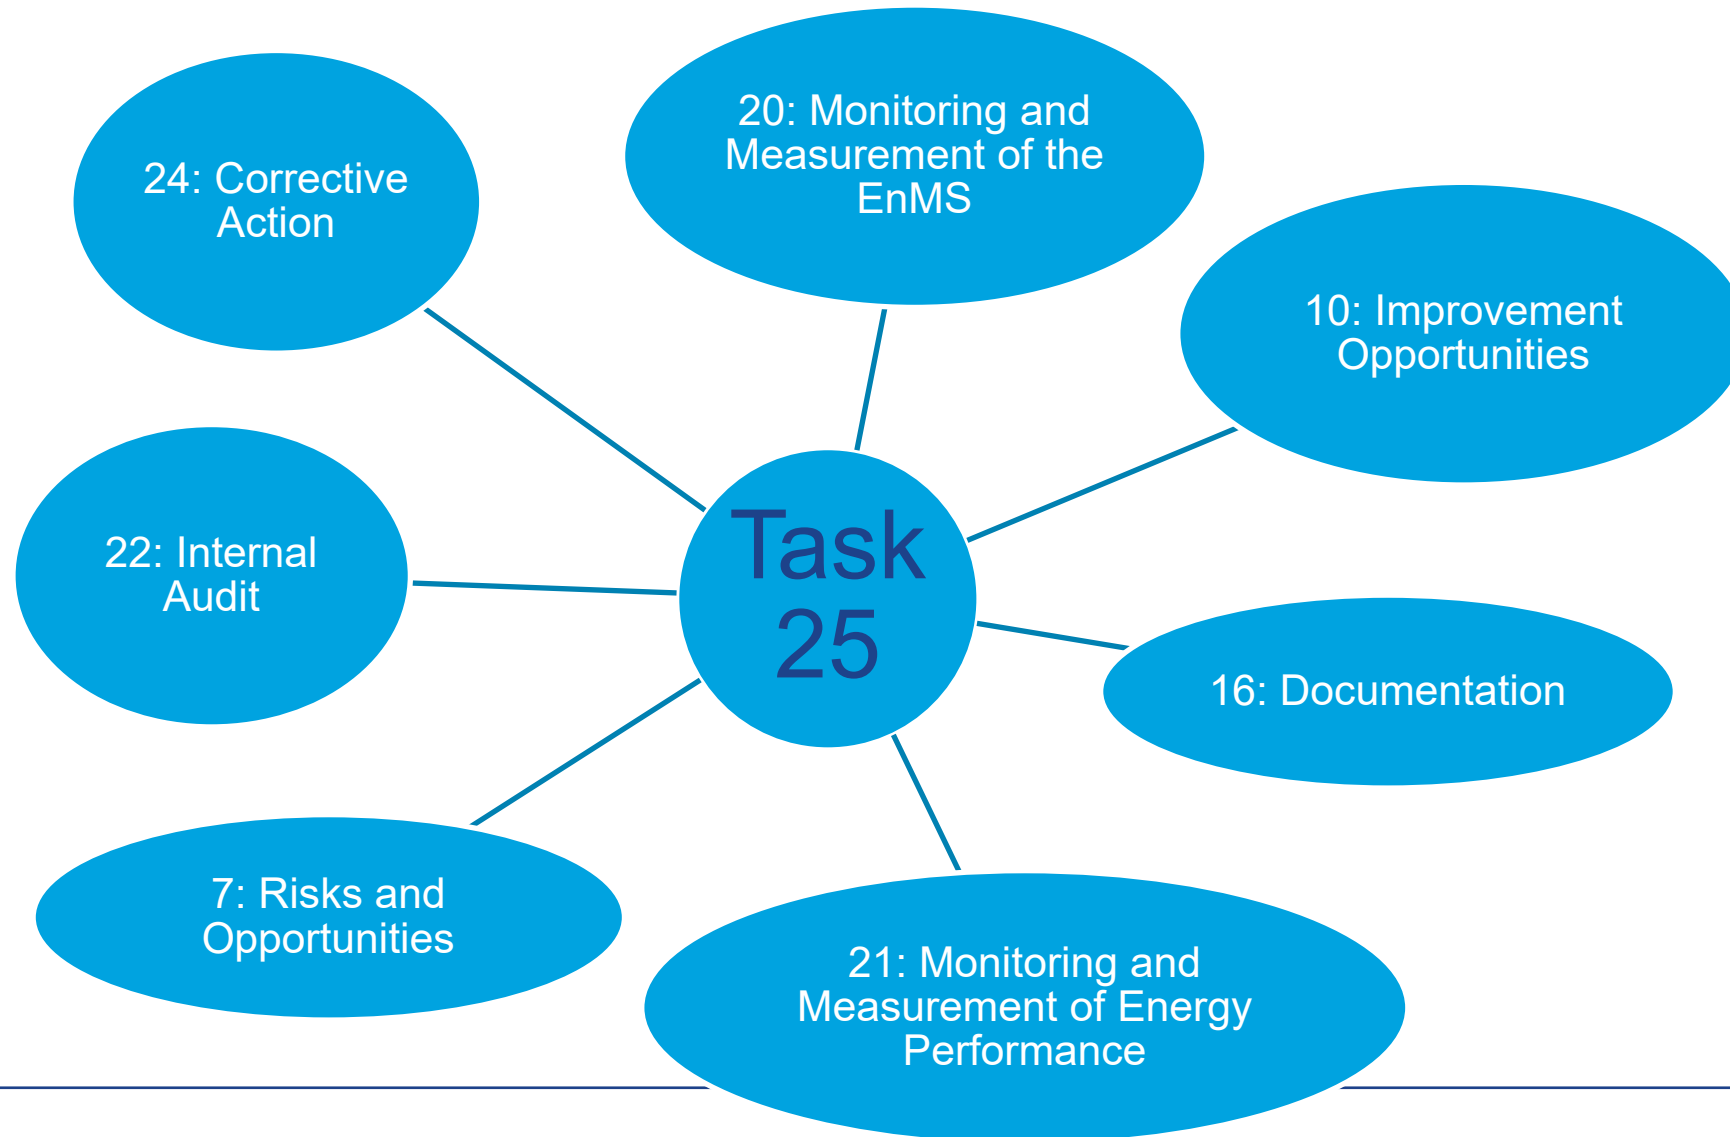 20: Monitoring and
Measurement of the
EnMS
24: Corrective
Action
10: Improvement
Opportunities
Task
25
22: Internal
Audit
16: Documentation
7: Risks and
Opportunities
21: Monitoring and
Measurement of Energy
Performance